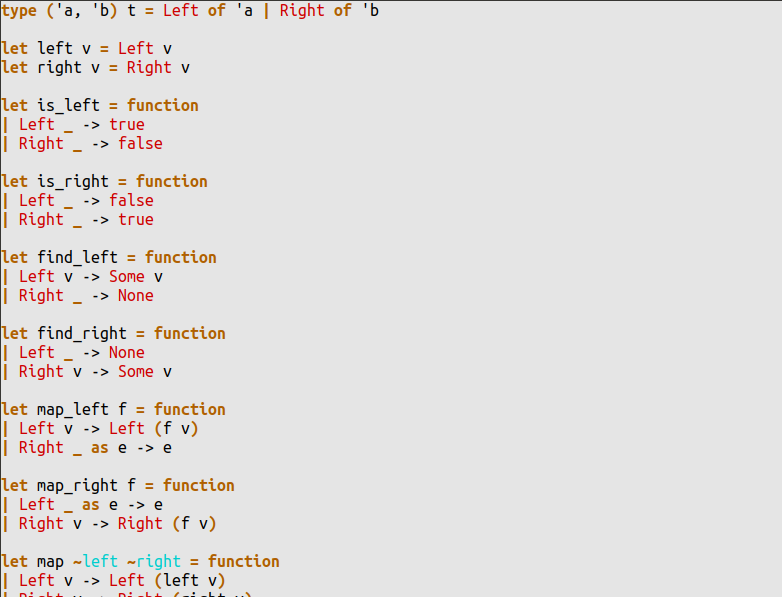 type ('a, 'b) t = Left of 'a | Right of 'b
let left v = Left v
let right v = Right v
let is_left = function
| Left _ -> true
| Right _ -> false
let is_right = function
| Left _ -> false
| Right _ -> true
let find_left = function
| Left v -> Some v
| Right _ -> None
let find_right = function
| Left _ -> None
| Right v -> Some v
let map_left f = function
| Left v -> Left (f v)
| Right _ as e -> e
let map_right f = function
| Left _ as e -> e
| Right v -> Right (f v)
let map ~left ~right = function
| Left v -> Left (left v)
| Right v -> Right (right v)